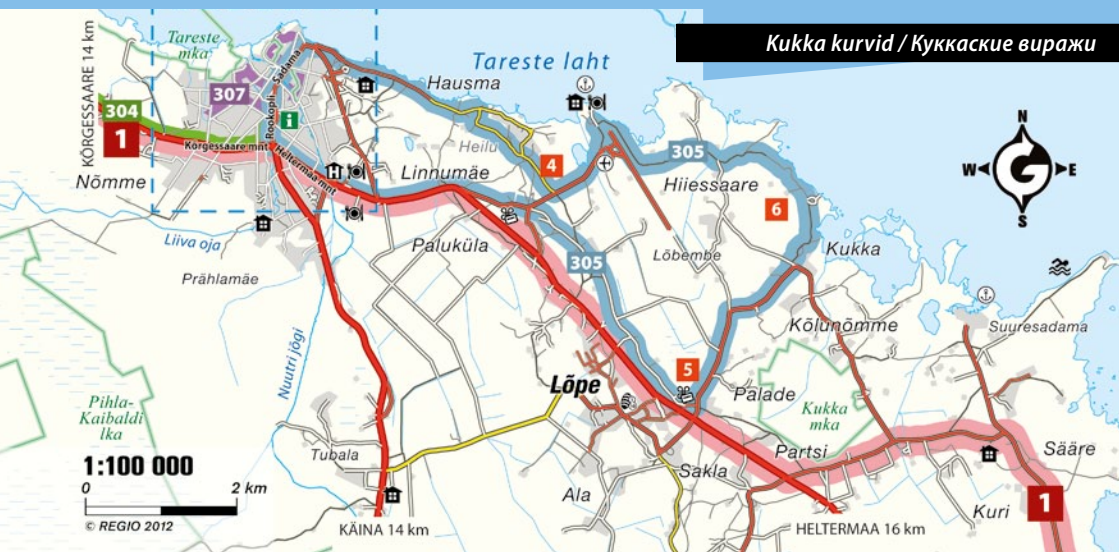 Kukka kurvid / Куккаские виражи
KÕRGESSAARE 14 km
Tareste
mka
Sadama
Tareste laht
Hausma
307
304
1
Rookopli
i
Kõrgessaare mnt
Heltermaa mnt
Heilu
4
305
N
W
E
S
G
Nõmme
H
Linnumäe
Hiiessaare
6
Liiva oja
Paluküla
305
Lõbembe
Kukka
Prählamäe
Kõlunõmme
Suuresadama
Nuutri jõgi
Lõpe
5
Palade
Pihla-
Kaibaldi
lka
Kukka
mka
1:100 000
0
2 km
© REGIO 2012
Tubala
Partsi
Sääre
Sakla
Ala
Kuri
1
KÄINA 14 km
HELTERMAA 16 km